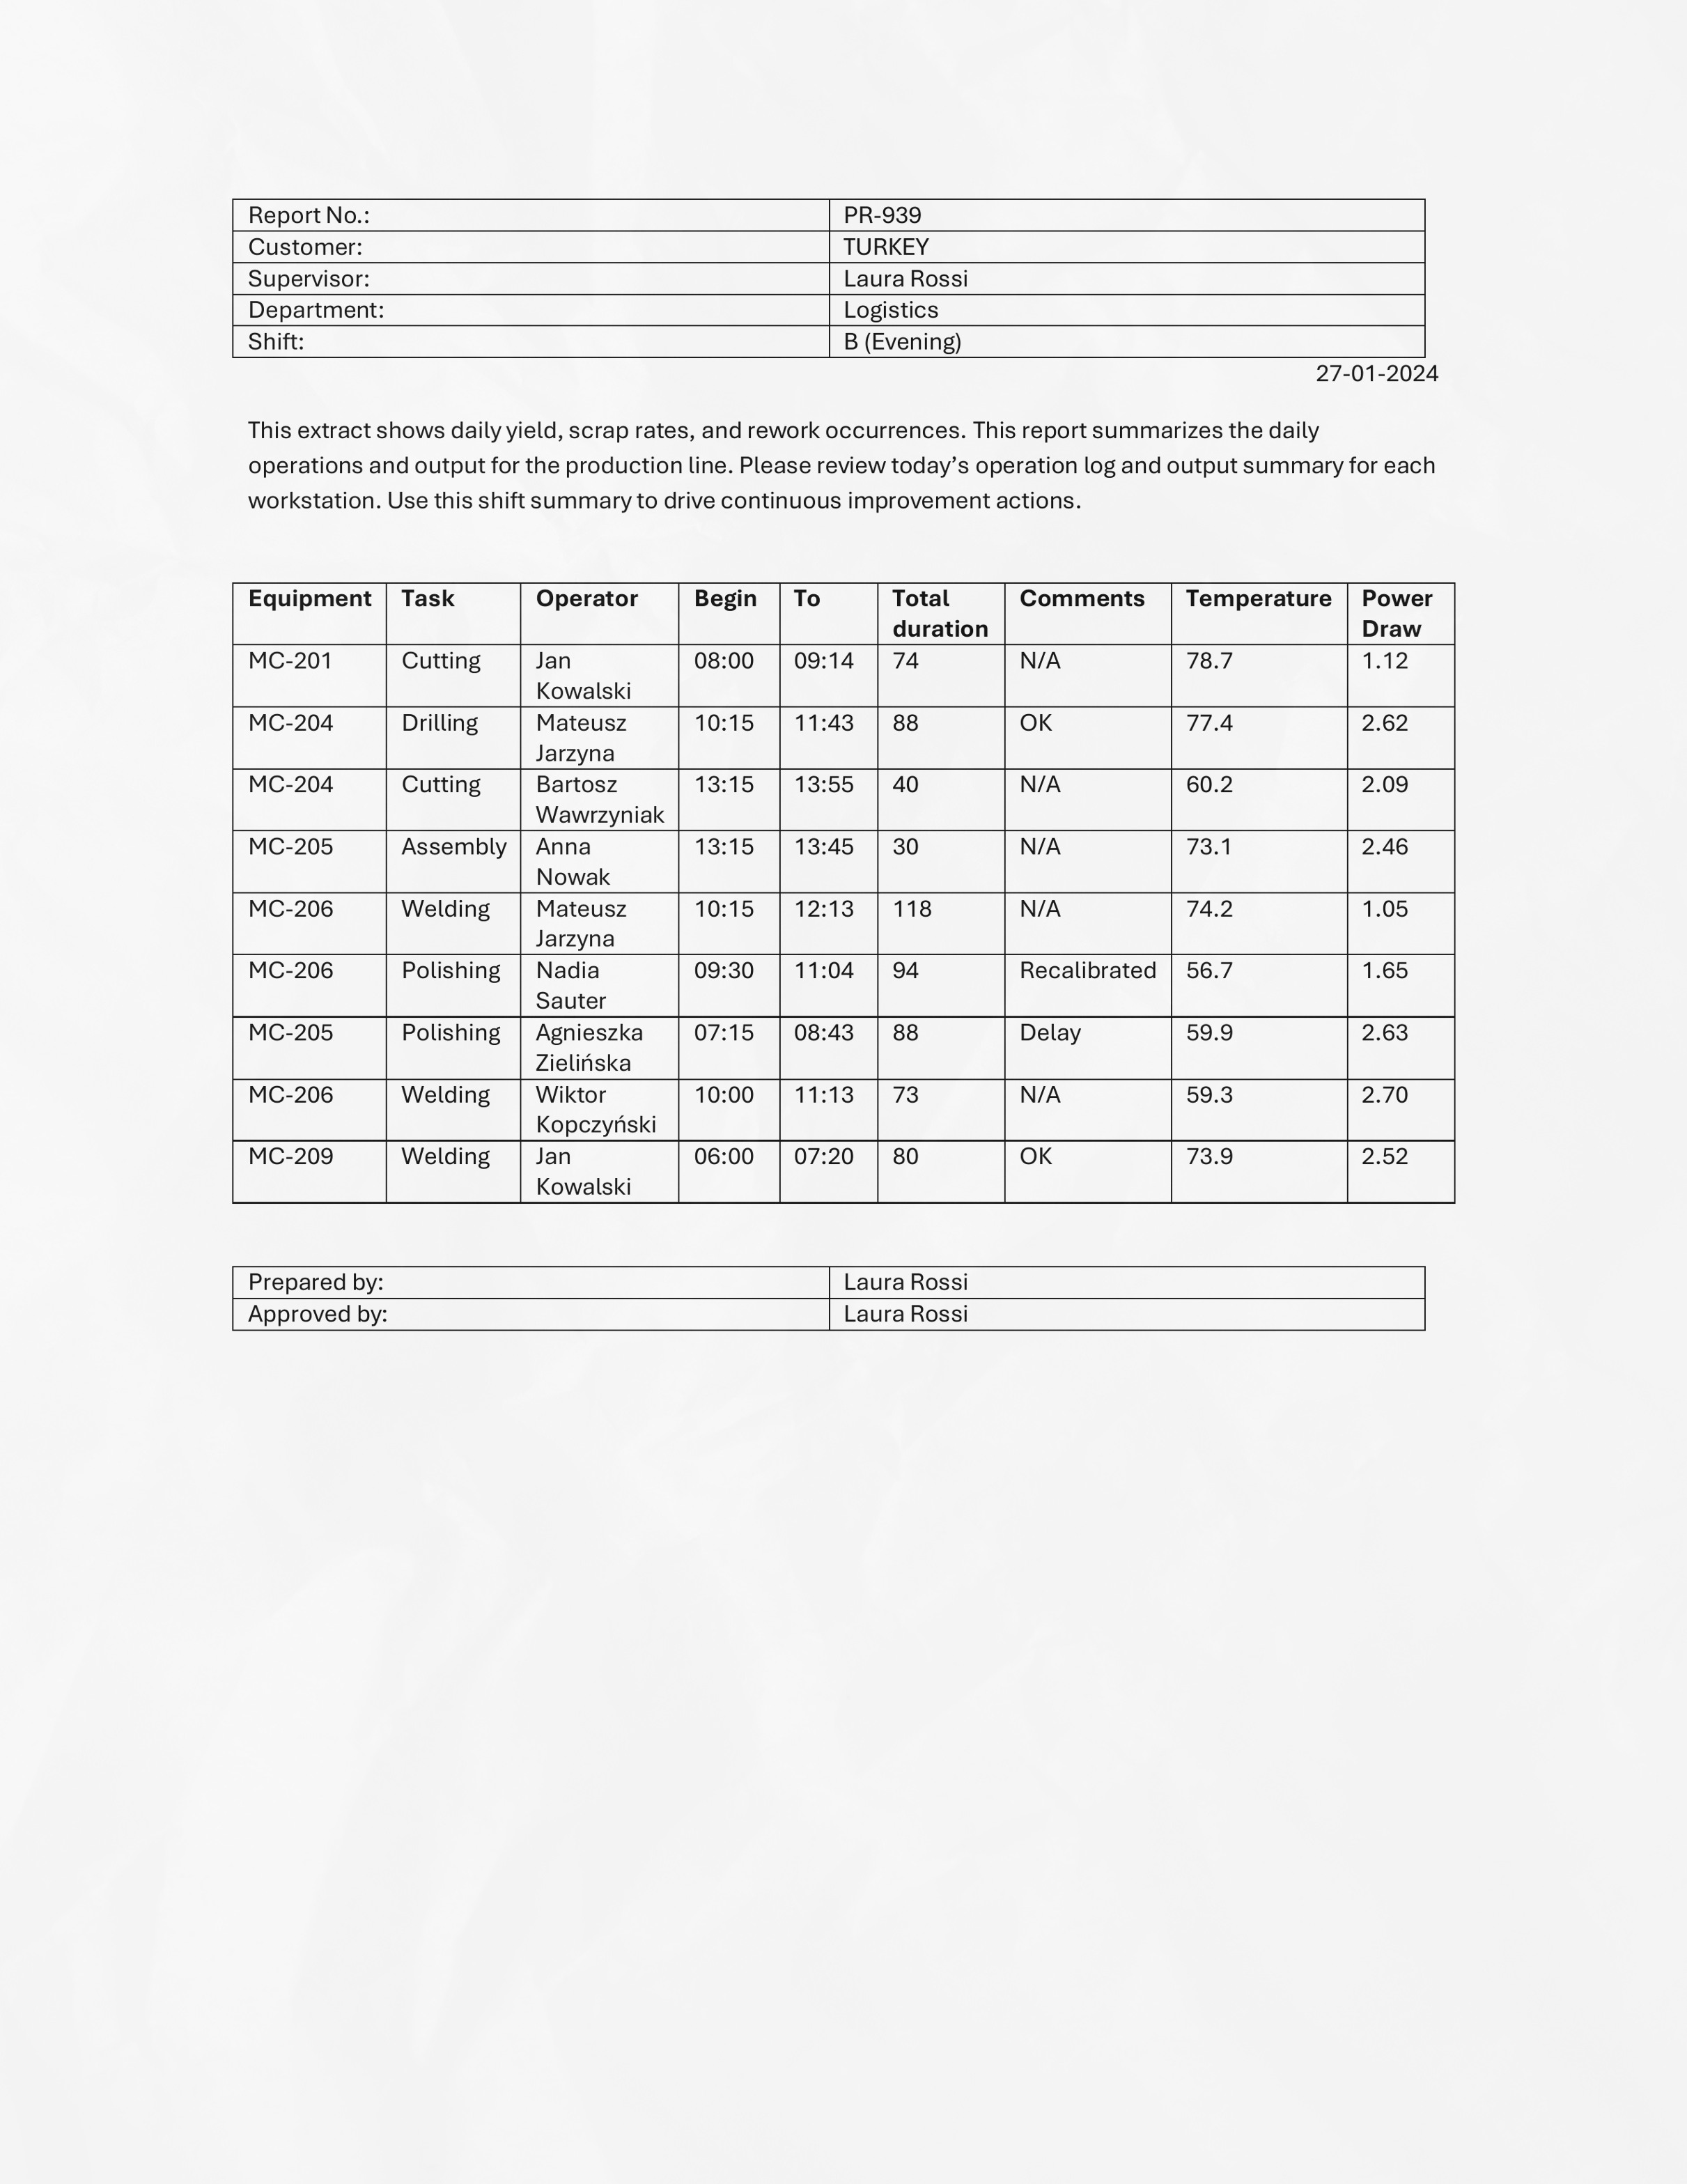 Report No.: PR-939
Customer: TURKEY
Supervisor: Laura Rossi
Department: Logistics
Shift: B (Evening)
27-01-2024
This extract shows daily yield, scrap rates, and rework occurrences. This report summarizes the daily
operations and output for the production line. Please review today's operation log and output summary for each
workstation. Use this shift summary to drive continuous improvement actions.
Equipment Task Operator Begin To Total duration Comments Temperature Power Draw
MC-201 Cutting Jan Kowalski 08:00 09:14 74 N/A 78.7 1.12
MC-204 Drilling Mateusz Jarzyna 10:15 11:43 88 OK 77.4 2.62
MC-204 Cutting Bartosz Wawrzyniak 13:15 13:55 40 N/A 60.2 2.09
MC-205 Assembly Anna Nowak 13:15 13:45 30 N/A 73.1 2.46
MC-206 Welding Mateusz Jarzyna 10:15 12:13 118 N/A 74.2 1.05
MC-206 Polishing Nadia Sauter 09:30 11:04 94 Recalibrated 56.7 1.65
MC-205 Polishing Agnieszka Zielińska 07:15 08:43 88 Delay 59.9 2.63
MC-206 Welding Wiktor Kopczyński 10:00 11:13 73 N/A 59.3 2.70
MC-209 Welding Jan Kowalski 06:00 07:20 80 OK 73.9 2.52
Prepared by: Laura Rossi
Approved by: Laura Rossi